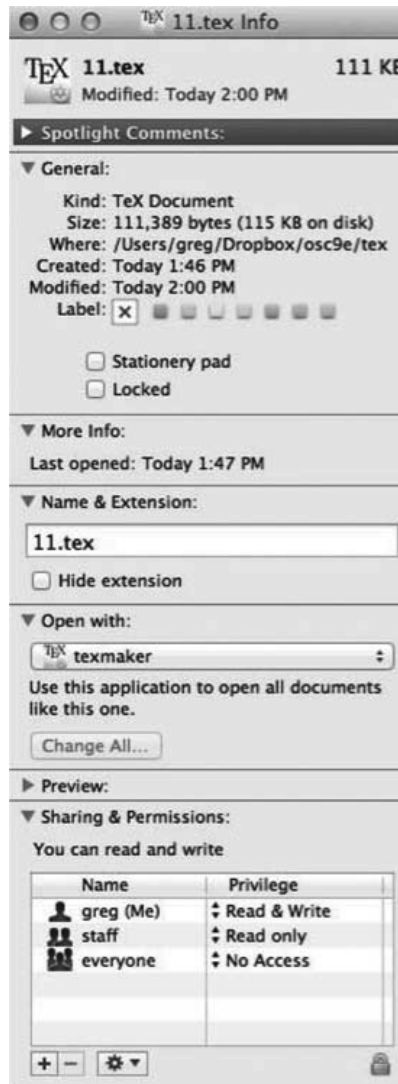 TEX 11.tex Info
TEX 11.tex 111 KB
Modified: Today 2:00 PM
Spotlight Comments:
General:
Kind: TeX Document
Size: 111,389 bytes (115 KB on disk)
Where: /Users/greg/Dropbox/osc9e/tex
Created: Today 1:46 PM
Modified: Today 2:00 PM
Label:
Stationery pad
Locked
More Info:
Last opened: Today 1:47 PM
Name & Extension:
11.tex
Hide extension
Open with:
TEX texmaker
Use this application to open all documents
like this one.
Change All...
Preview:
Sharing & Permissions:
You can read and write
Name Privilege
greg (Me) Read & Write
staff Read only
everyone No Access